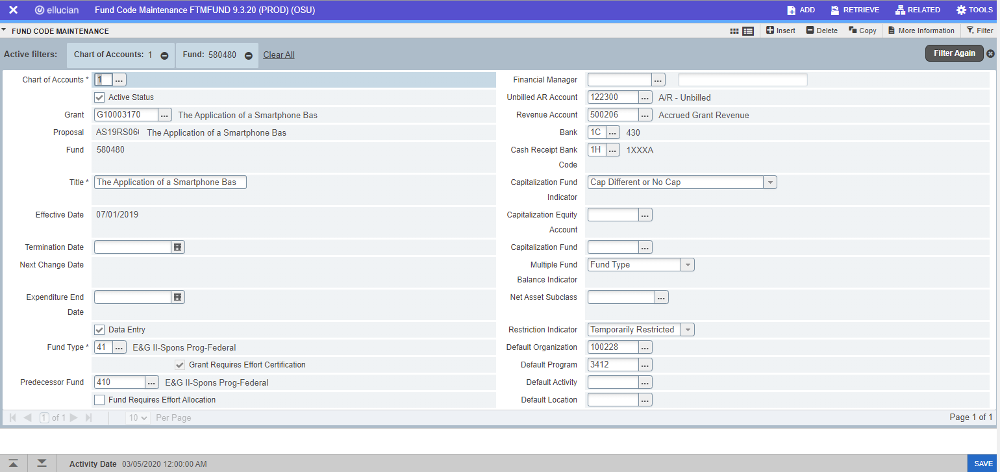 ellucian Fund Code Maintenance FTMFUND 9.3.20 (PROD) (OSU) ADD RETRIEVE RELATED TOOLS
FUND CODE MAINTENANCE Insert Delete Copy More Information Filter
Active filters: Chart of Accounts: 1 Fund: 580480 Clear All Filter Again
Chart of Accounts * 1 ...
Active Status
Grant G10003170 ... The Application of a Smartphone Bas
Proposal The Application of a Smartphone Bas
Fund 580480
Title * The Application of a Smartphone Bas
Effective Date 07/01/2019
Termination Date
Next Change Date
Expenditure End
Date
Data Entry
Fund Type * 41 ... E&G II-Spons Prog-Federal
Grant Requires Effort Certification
Predecessor Fund 410 ... E&G II-Spons Prog-Federal
Fund Requires Effort Allocation
Financial Manager ...
Unbilled AR Account 122300 ... A/R - Unbilled
Revenue Account 500206 ... Accrued Grant Revenue
Bank 1C ... 430
Cash Receipt Bank 1H ... 1XXXA
Code
Capitalization Fund Cap Different or No Cap
Indicator
Capitalization Equity ...
Account
Capitalization Fund ...
Multiple Fund Fund Type
Balance Indicator
Net Asset Subclass ...
Restriction Indicator Temporarily Restricted
Default Organization 100228 ...
Default Program 3412 ...
Default Activity ...
Default Location ...
1 of 1 10 Per Page Page 1 of 1
Activity Date 03/05/2020 12:00:00 AM SAVE